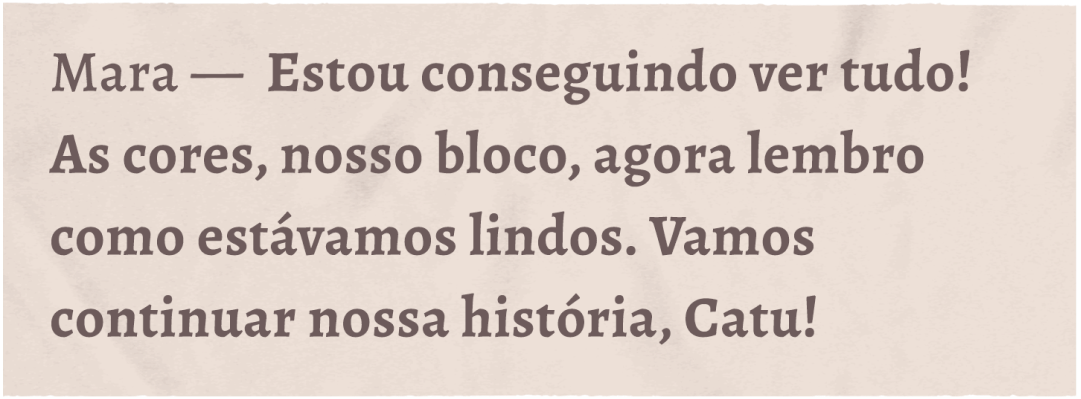 Mara — Estou conseguindo ver tudo!
As cores, nosso bloco, agora lembro
como estávamos lindos. Vamos
continuar nossa história, Catu!